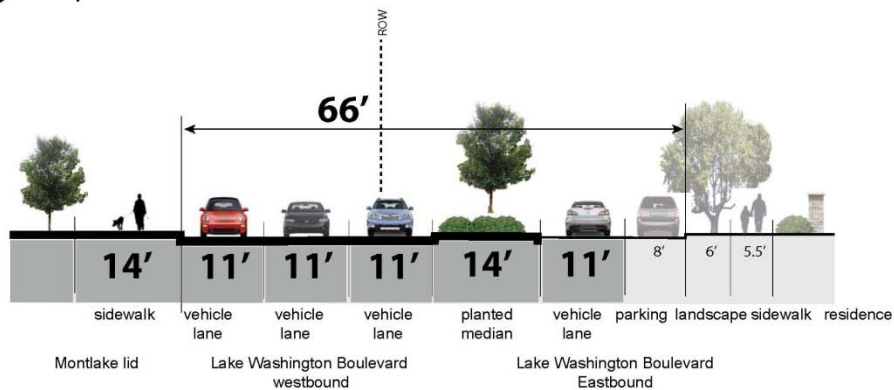 ROW
66'
14' 11' 11' 11' 14' 11' 8' 6' 5.5'
sidewalk vehicle lane vehicle lane vehicle lane planted median vehicle lane parking landscape sidewalk residence
Montlake lid Lake Washington Boulevard westbound Lake Washington Boulevard Eastbound